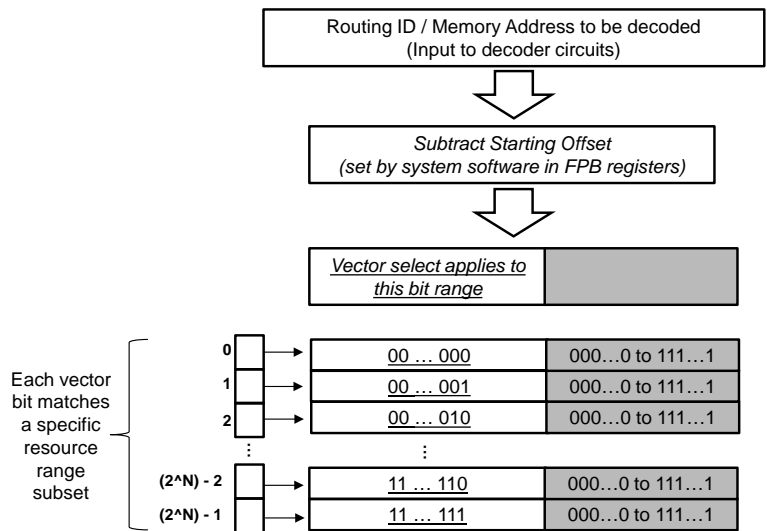 Routing ID / Memory Address to be decoded
(Input to decoder circuits)
Subtract Starting Offset
(set by system software in FPB registers)
Vector select applies to
this bit range
Each vector
bit matches
a specific
resource
range
subset
0
00 ... 000
000...0 to 111...1
1
00 ... 001
000...0 to 111...1
2
00 ... 010
000...0 to 111...1
...
...
(2^N) - 2
11 ... 110
000...0 to 111...1
(2^N) - 1
11 ... 111
000...0 to 111...1